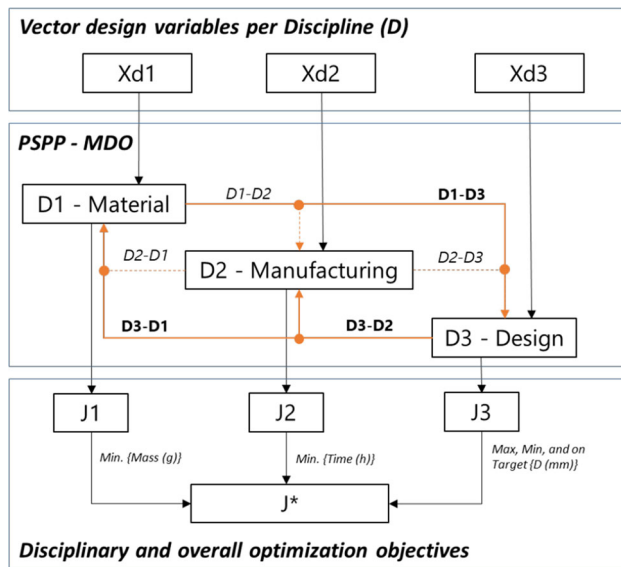 Vector design variables per Discipline (D)
Xd1
Xd2
Xd3
PSPP - MDO
D1 - Material
D1-D2
D1-D3
D2-D1
D2 - Manufacturing
D2-D3
D3-D1
D3-D2
D3 - Design
J1
J2
J3
Min. {Mass (g)}
Min. {Time (h)}
Max, Min, and on
Target {D (mm)}
J*
Disciplinary and overall optimization objectives